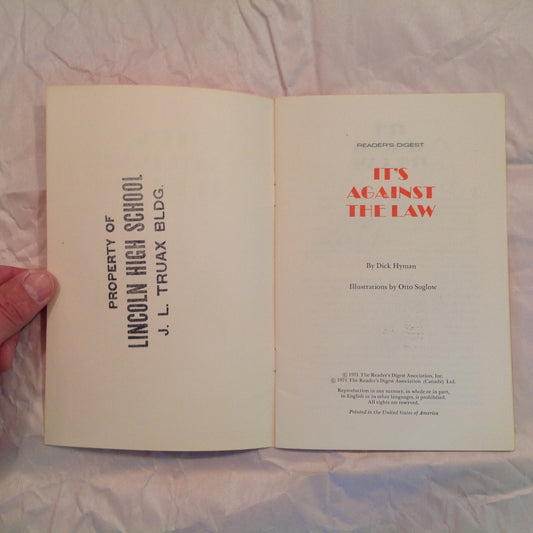 PROPERTY OF
LINCOLN HIGH SCHOOL
J. L. TRUAX BLDG.
READER'S DIGEST
IT'S
AGAINST
THE LAW
By Dick Hyman
Illustrations by Otto Soglow
© 1971 The Reader's Digest Association, Inc.
© 1971 The Reader's Digest Association (Canada) Ltd.
Reproduction in any manner, in whole or in part,
in English or in other languages, is prohibited.
All rights are reserved.
Printed in the United States of America